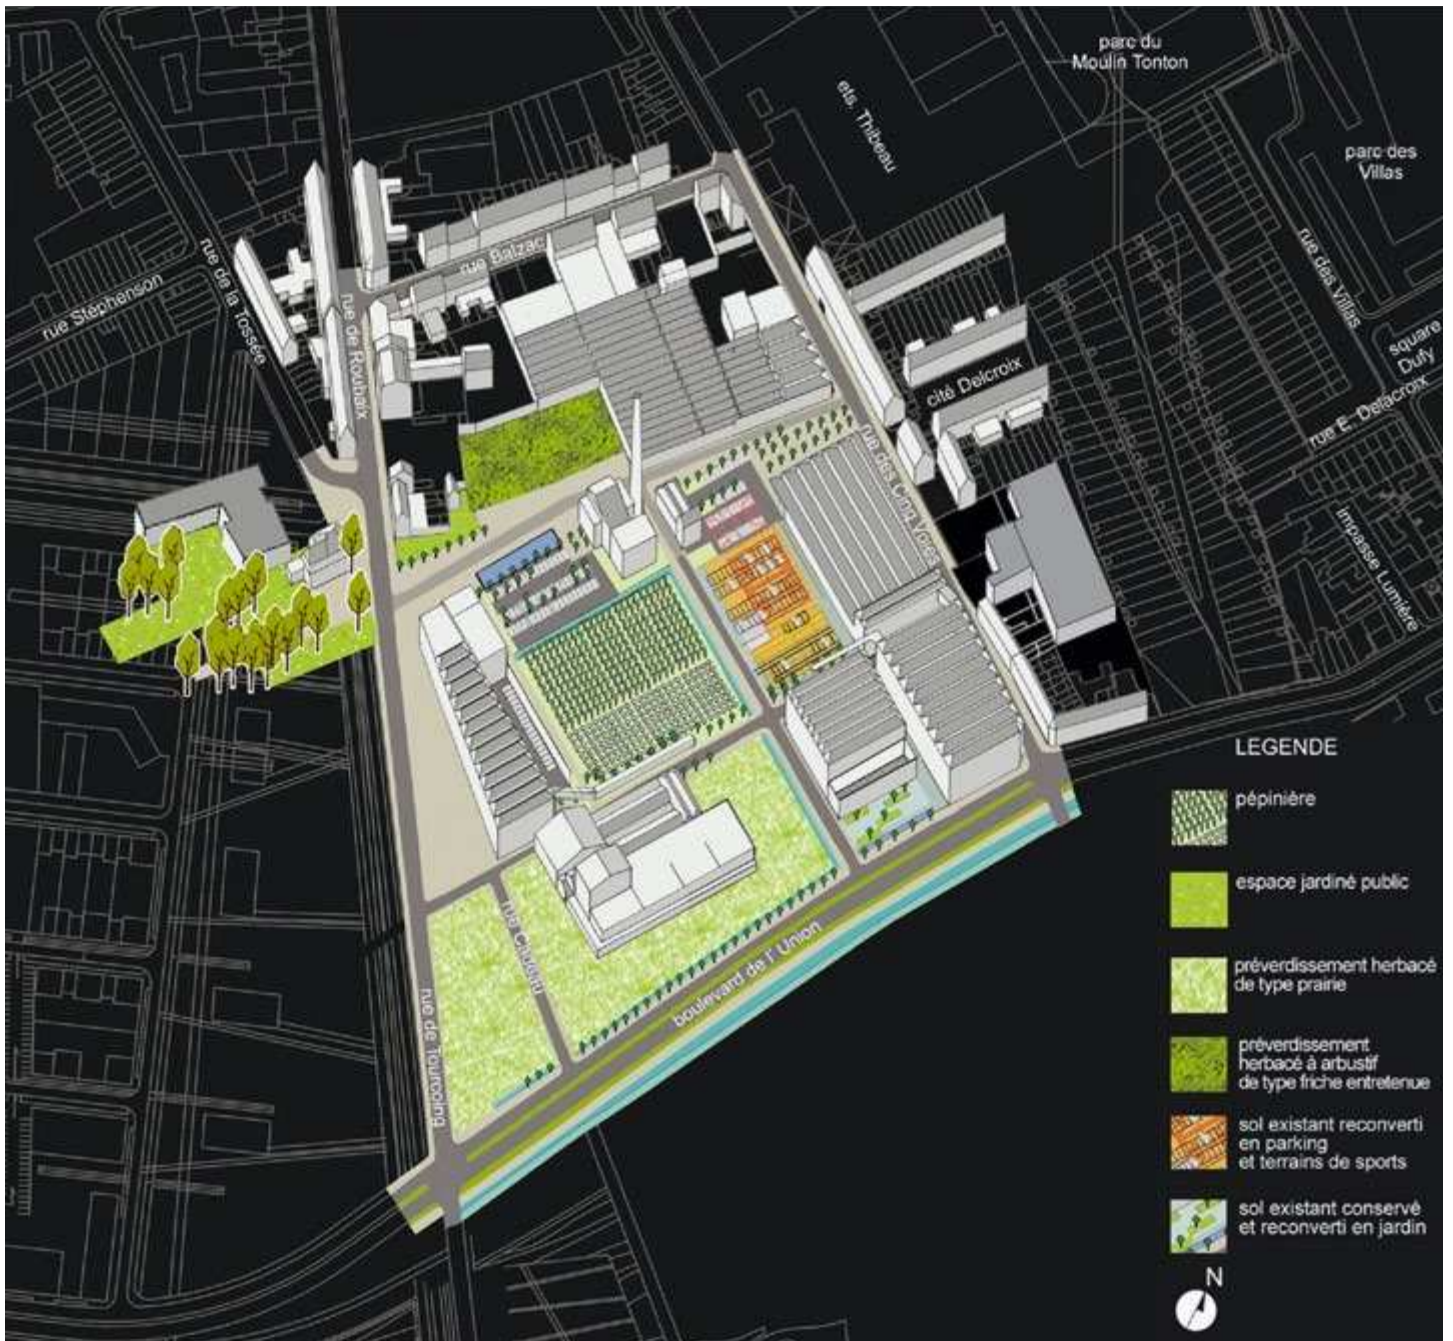 parc du
Moulin Tonton
ets. Thibeau
parc des
Villas
rue Stéphenson
rue de la Tossée
rue de Roubaix
rue Balzac
rue des Villas
square
Dufy
cité Delcroix
rue E. Delacroix
rue des Cinq Voies
impasse Lumière
LEGENDE
pépinière
espace jardiné public
préverdissement herbacé
de type prairie
rue de Tourcoing
boulevard de l' Union
préverdissement
herbacé à arbustif
de type friche entretenue
sol existant reconverti
en parking
et terrains de sports
sol existant conservé
et reconverti en jardin
N